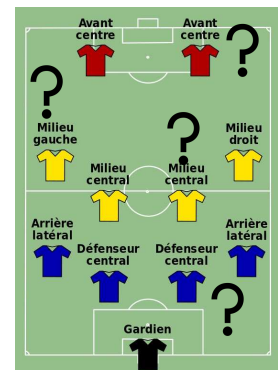 Avant
centre
Avant
centre
?
?
?
Milieu
gauche
Milieu
droit
Milieu
central
Milieu
central
Arrière
latéral
Arrière
latéral
Défenseur
central
Défenseur
central
?
Gardien